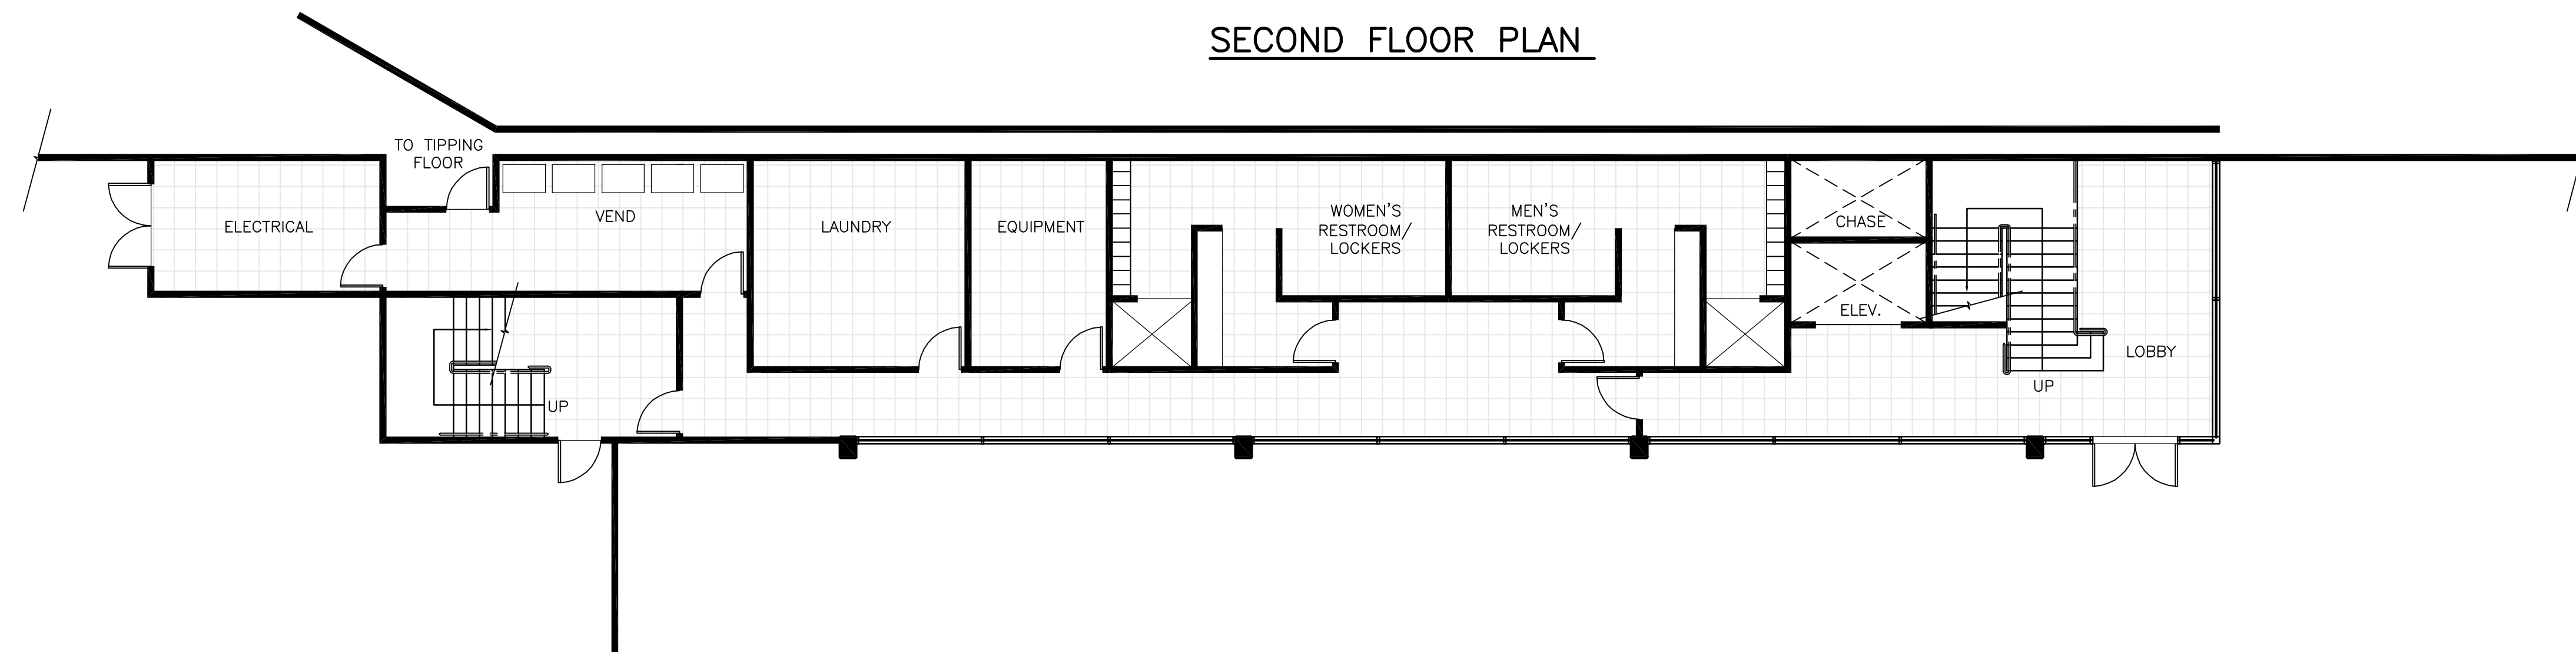 SECOND FLOOR PLAN
TO TIPPING
FLOOR
ELECTRICAL
VEND
LAUNDRY
EQUIPMENT
WOMEN'S
RESTROOM/
LOCKERS
MEN'S
RESTROOM/
LOCKERS
CHASE
ELEV.
LOBBY
UP
UP